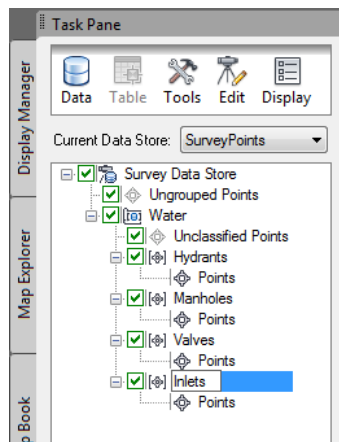 Task Pane
Data Table Tools Edit Display
Current Data Store: SurveyPoints
Survey Data Store
Ungrouped Points
Water
Unclassified Points
Hydrants
Points
Manholes
Points
Valves
Points
Inlets
Points
Display Manager
Map Explorer
Book